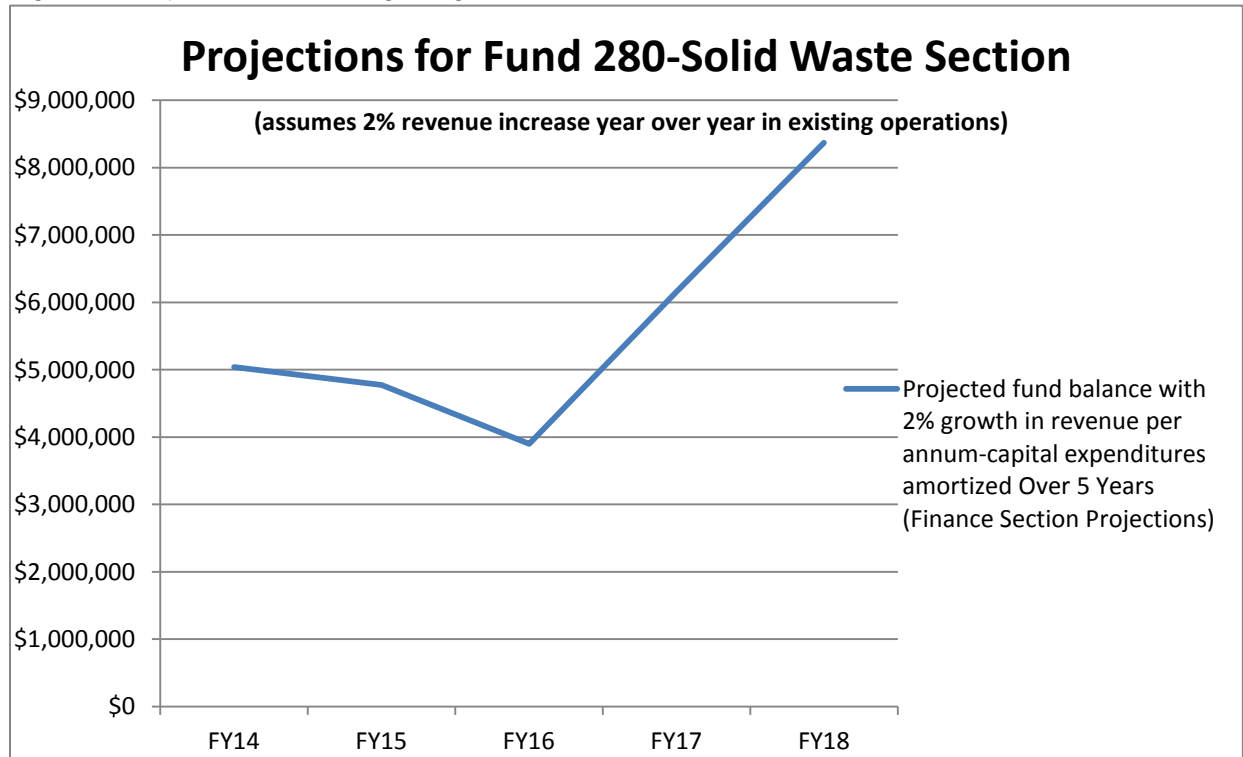 Projections for Fund 280-Solid Waste Section
(assumes 2% revenue increase year over year in existing operations)
$9,000,000
$8,000,000
$7,000,000
$6,000,000
$5,000,000
$4,000,000
$3,000,000
$2,000,000
$1,000,000
$0
FY14 FY15 FY16 FY17 FY18
Projected fund balance with
2% growth in revenue per
annum-capital expenditures
amortized Over 5 Years
(Finance Section Projections)